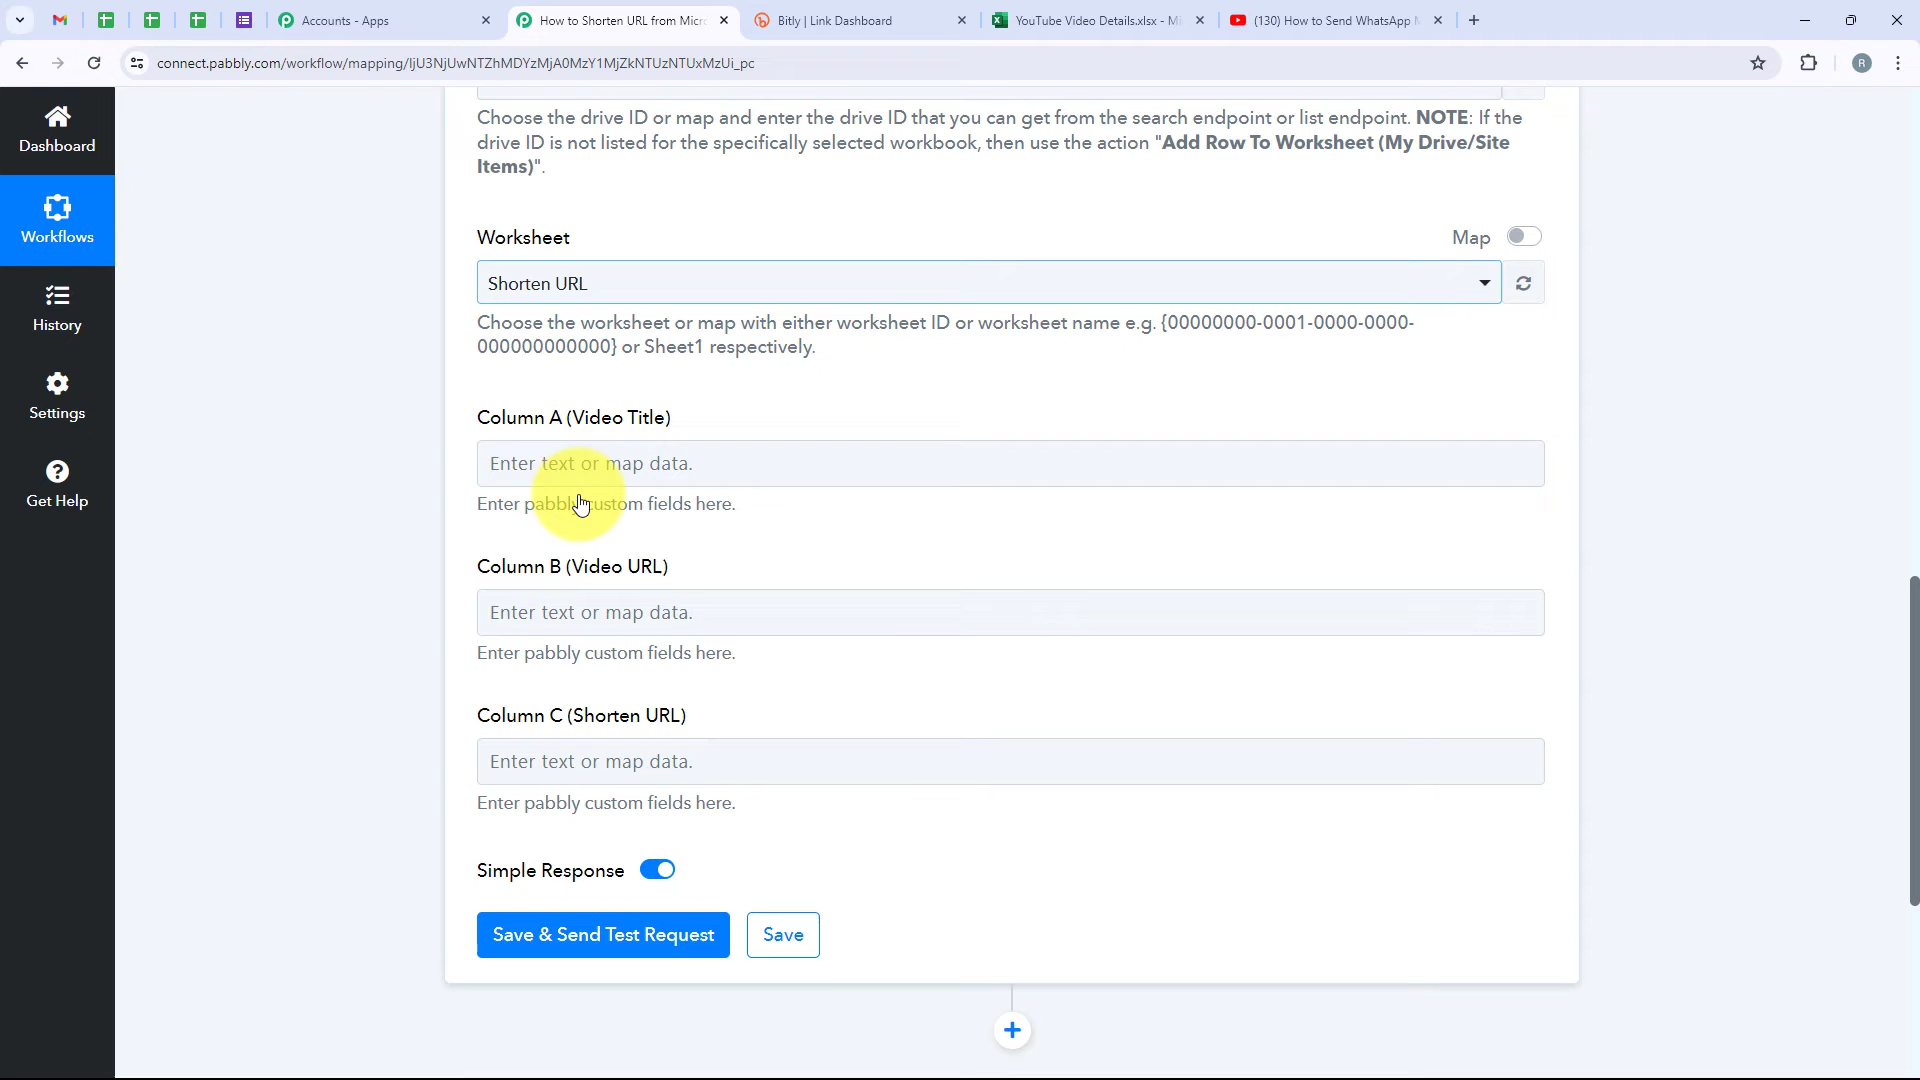 Accounts - Apps
How to Shorten URL from Micro
Bitly | Link Dashboard
YouTube Video Details.xlsx - Mi
(130) How to Send WhatsApp M
connect.pabbly.com/workflow/mapping/IjU3NjUwNTZhMDYzMjA0MzY1MjZkNTUzNTUxMzUi_pc
R
Dashboard
Workflows
History
Settings
Get Help
Choose the drive ID or map and enter the drive ID that you can get from the search endpoint or list endpoint. NOTE: If the
drive ID is not listed for the specifically selected workbook, then use the action "Add Row To Worksheet (My Drive/Site
Items)".
Worksheet
Map
Shorten URL
Choose the worksheet or map with either worksheet ID or worksheet name e.g. {00000000-0001-0000-0000-
000000000000} or Sheet1 respectively.
Column A (Video Title)
Enter text or map data.
Enter pabbly custom fields here.
Column B (Video URL)
Enter text or map data.
Enter pabbly custom fields here.
Column C (Shorten URL)
Enter text or map data.
Enter pabbly custom fields here.
Simple Response
Save & Send Test Request
Save